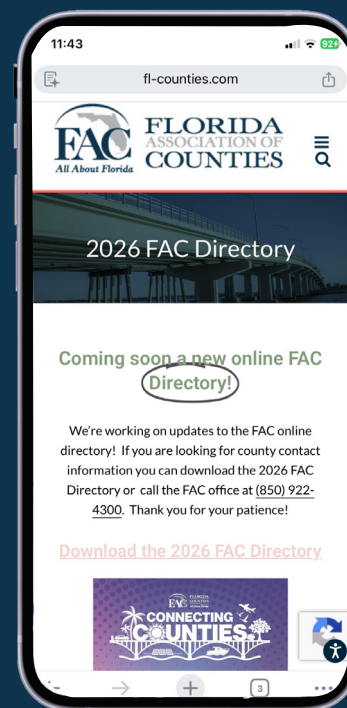 11:43
92
fl-counties.com
FAC
All About Florida
FLORIDA
ASSOCIATION OF
COUNTIES
2026 FAC Directory
Coming soon a new online FAC
Directory!
We're working on updates to the FAC online
directory! If you are looking for county contact
information you can download the 2026 FAC
Directory or call the FAC office at (850) 922-
4300. Thank you for your patience!
Download the 2026 FAC Directory
FAC
CONNECTING
COUNTIES
3